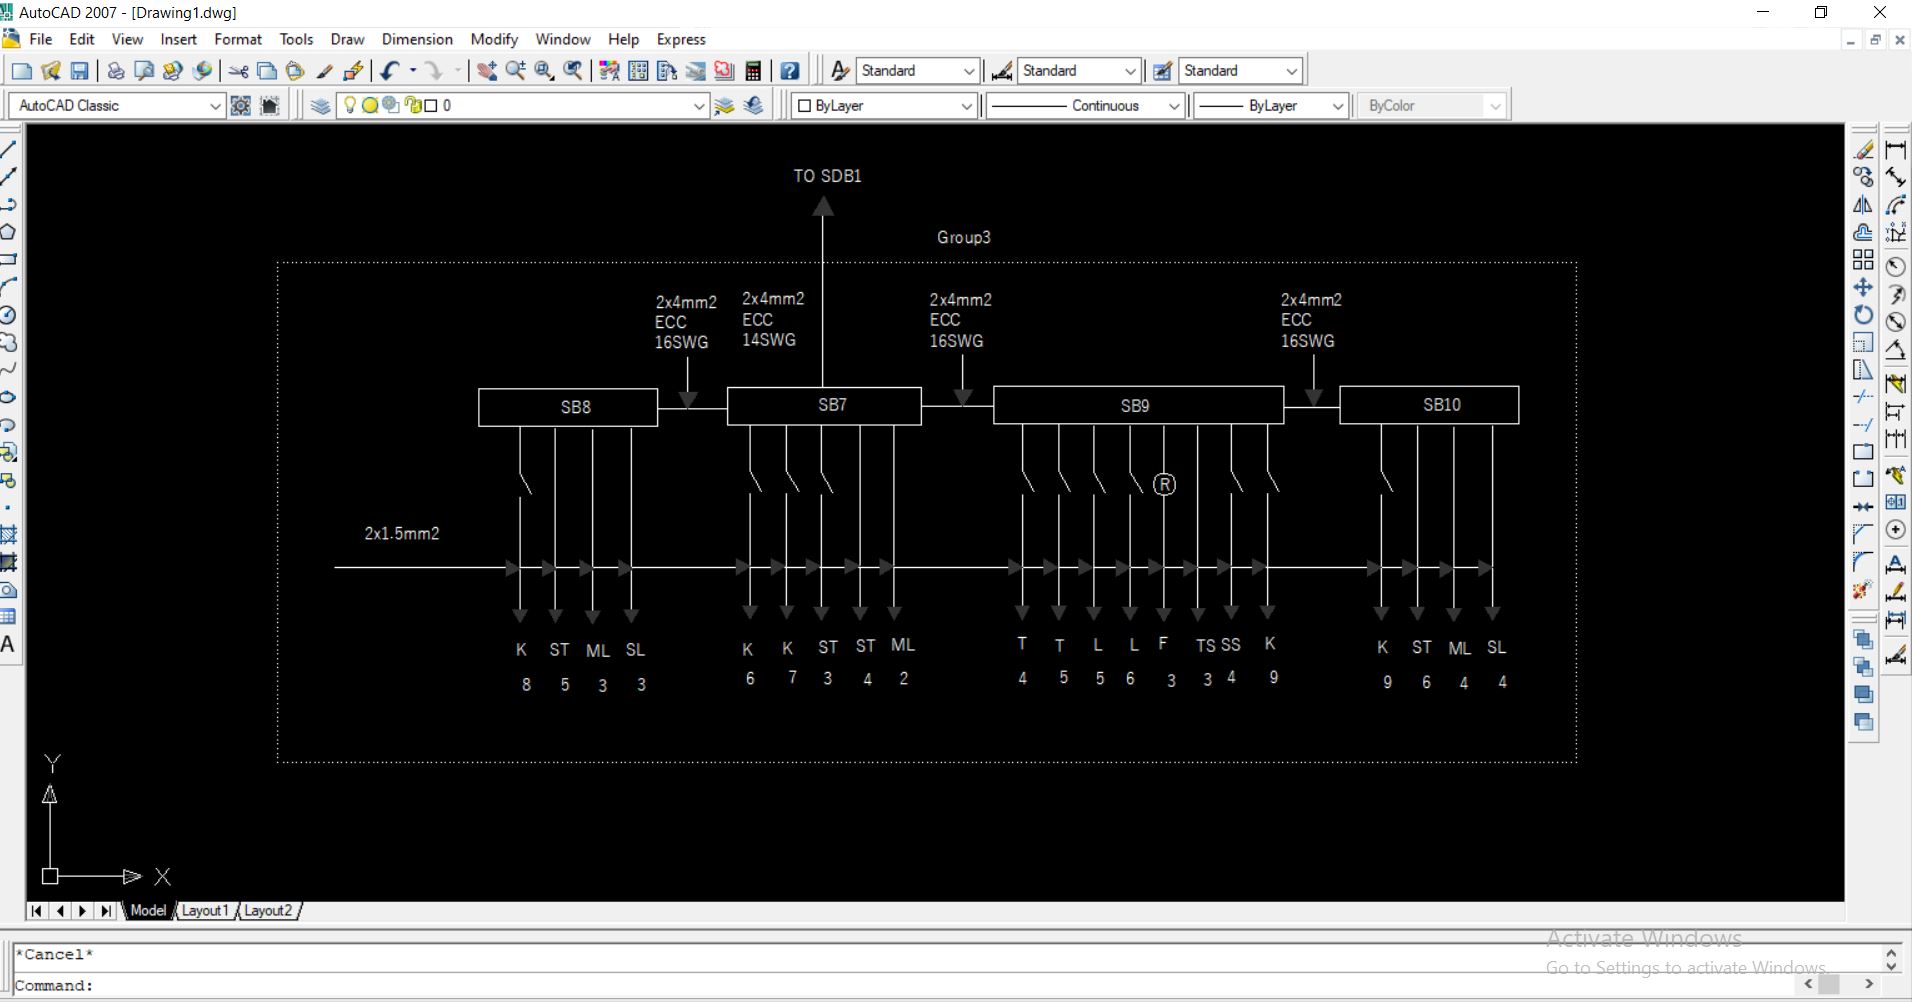 AutoCAD 2007 - [Drawing1.dwg]
File Edit View Insert Format Tools Draw Dimension Modify Window Help Express
Standard Standard Standard
AutoCAD Classic 0 ByLayer Continuous ByLayer ByColor
TO SDB1
Group3
2x4mm2
ECC
16SWG
2x4mm2
ECC
14SWG
2x4mm2
ECC
16SWG
2x4mm2
ECC
16SWG
SB8 SB7 SB9 SB10
R
2x1.5mm2
K ST ML SL K K ST ST ML T T L L F TS SS K K ST ML SL
8 5 3 3 6 7 3 4 2 4 5 5 6 3 3 4 9 9 6 4 4
Y
X
Model Layout1 Layout2
*Cancel*
Command:
Activate Windows
Go to Settings to activate Windows.